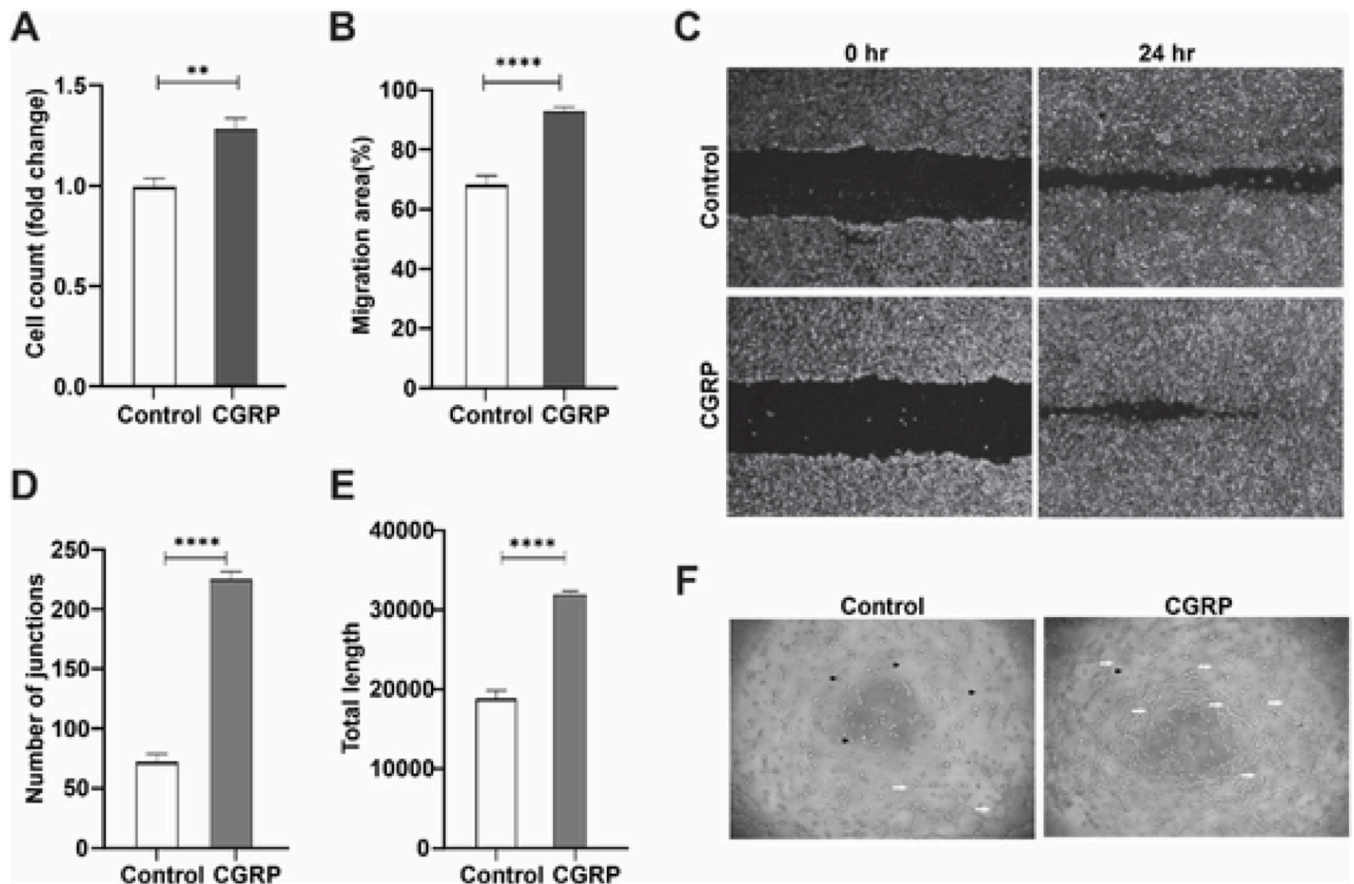 A
Cell count (fold change)
1.5
1.0
0.5
0.0
**
Control CGRP
B
Migration area(%)
100
80
60
40
20
0
****
Control CGRP
C
0 hr 24 hr
Control
CGRP
D
Number of junctions
250
200
150
100
50
0
****
Control CGRP
E
Total length
40000
30000
20000
10000
0
****
Control CGRP
F
Control CGRP